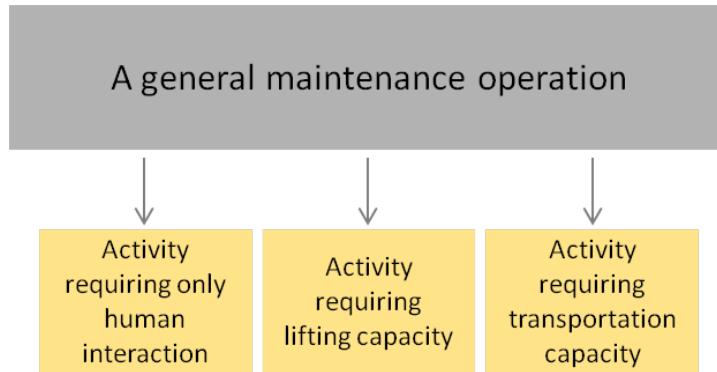 A general maintenance operation
Activity
requiring only
human
interaction
Activity
requiring
lifting capacity
Activity
requiring
transportation
capacity